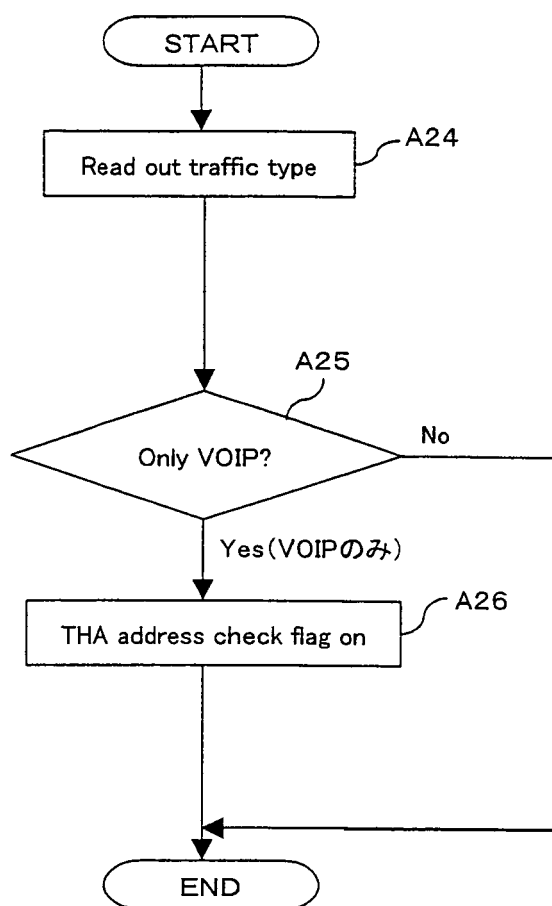 START
A24
Read out traffic type
A25
Only VOIP?
No
Yes(VOIPのみ)
A26
THA address check flag on
END